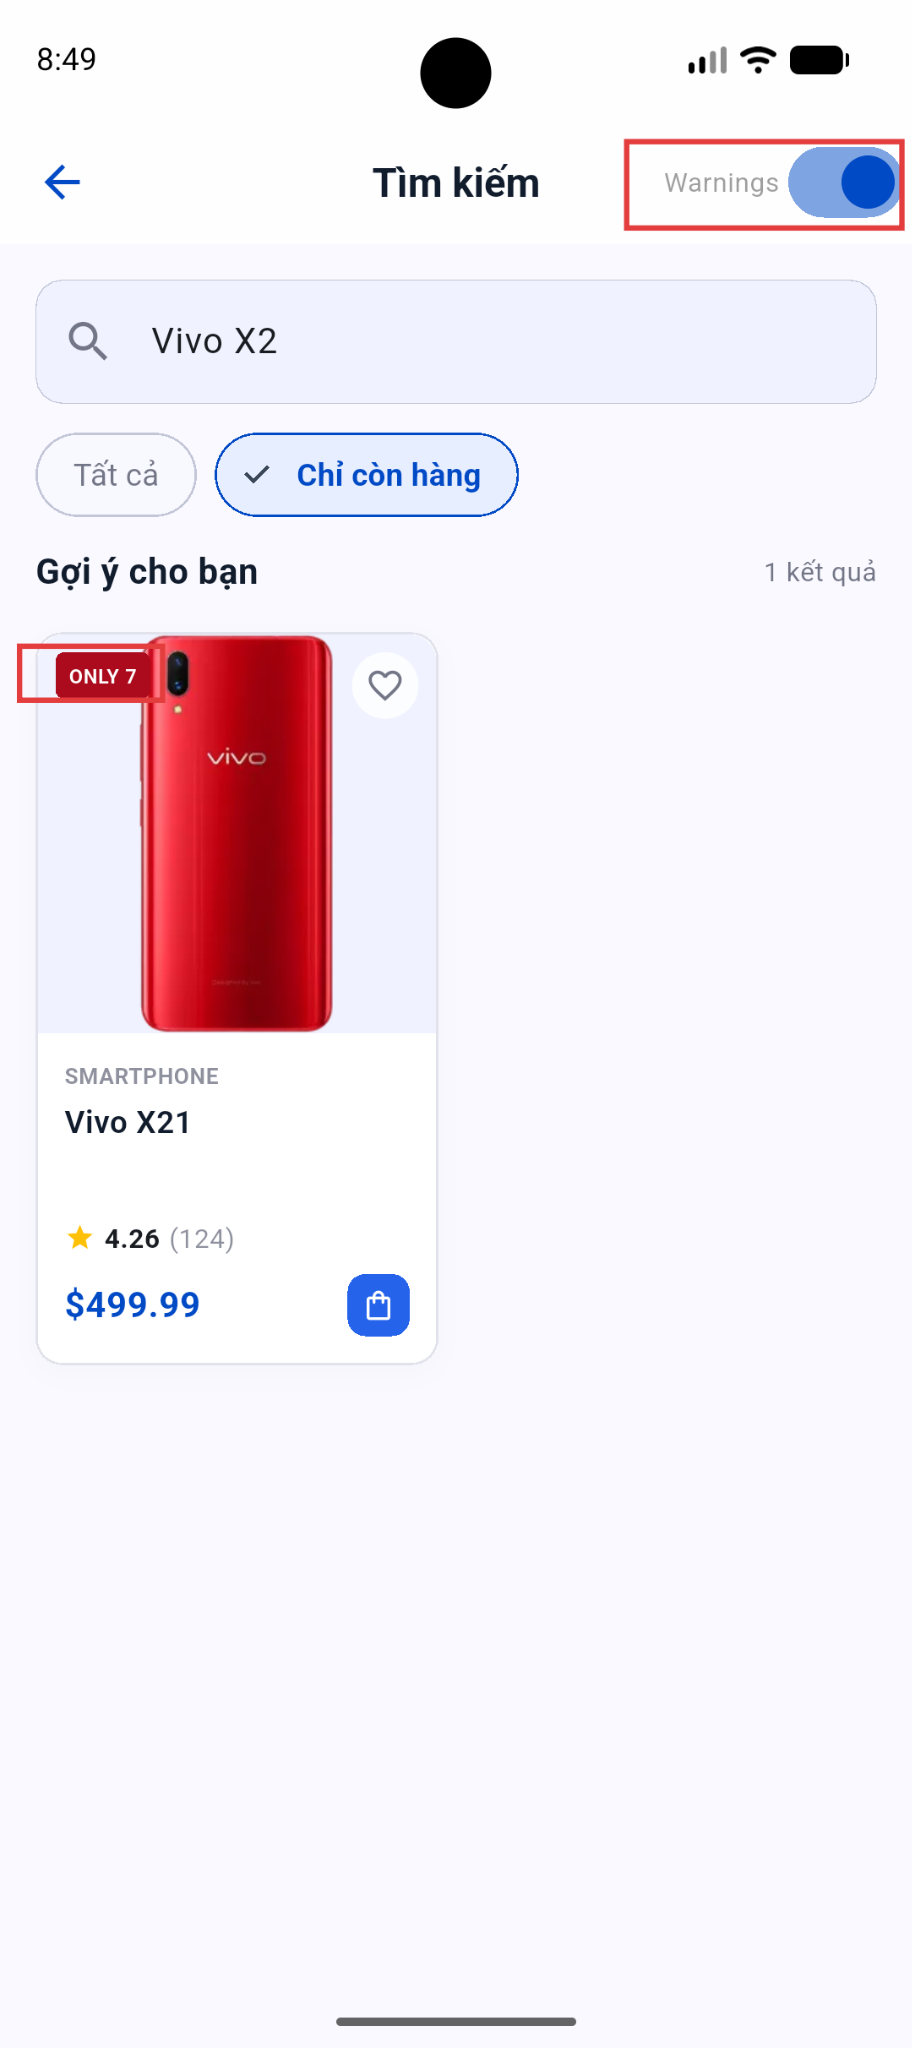 8:49
Tìm kiếm
Warnings
Vivo X2
Tất cả
Chỉ còn hàng
Gợi ý cho bạn
1 kết quả
ONLY 7
vivo
SMARTPHONE
Vivo X21
4.26 (124)
$499.99